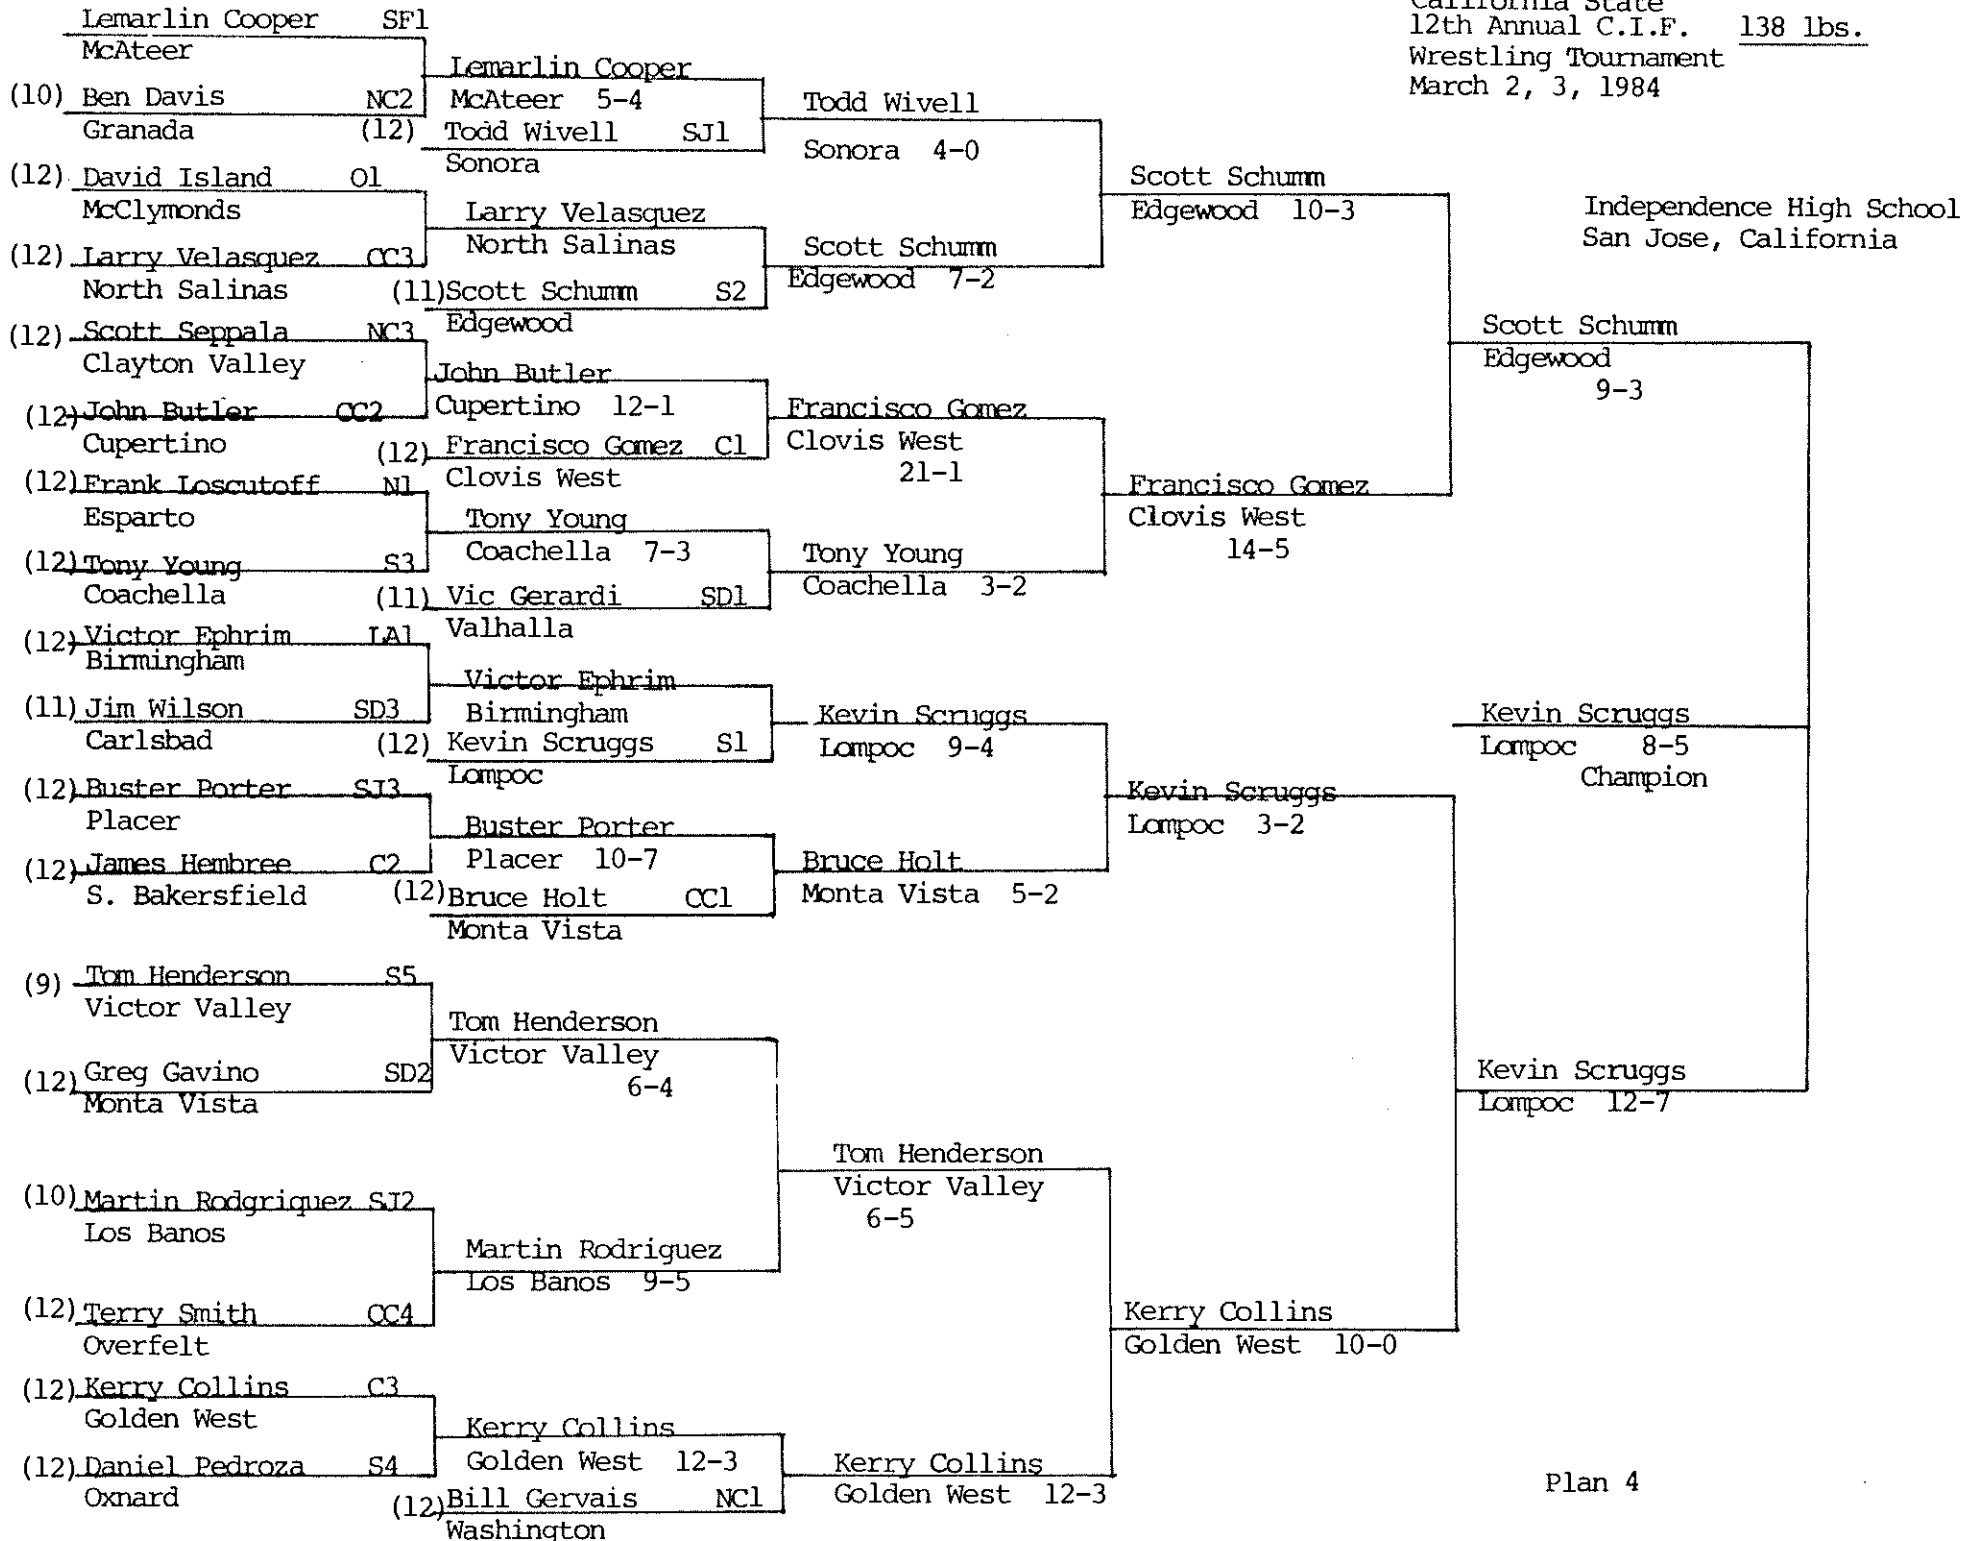 California State
12th Annual C.I.F. 138 lbs.
Wrestling Tournament
March 2, 3, 1984
Independence High School
San Jose, California
Lemarlin Cooper SF1
McAteer
(10) Ben Davis NC2
Granada
(12) David Island O1
McClymonds
(12) Larry Velasquez CC3
North Salinas
(12) Scott Seppala NC3
Clayton Valley
(12) John Butler CC2
Cupertino
(12) Frank Loscutoff N1
Esparto
(12) Tony Young S3
Coachella
(12) Victor Ephrim LA1
Birmingham
(11) Jim Wilson SD3
Carlsbad
(12) Buster Porter SJ3
Placer
(12) James Hembree C2
S. Bakersfield
(9) Tom Henderson S5
Victor Valley
(12) Greg Gavino SD2
Monta Vista
(10) Martin Rodgriquez SJ2
Los Banos
(12) Terry Smith CC4
Overfelt
(12) Kerry Collins C3
Golden West
(12) Daniel Pedroza S4
Oxnard
Lemarlin Cooper
McAteer 5-4
(12) Todd Wivell SJ1
Sonora
Larry Velasquez
North Salinas
(11) Scott Schumm S2
Edgewood
John Butler
Cupertino 12-1
(12) Francisco Gomez C1
Clovis West
Tony Young
Coachella 7-3
(11) Vic Gerardi SD1
Valhalla
Victor Ephrim
Birmingham
(12) Kevin Scruggs S1
Lompoc
Buster Porter
Placer 10-7
(12) Bruce Holt CC1
Monta Vista
Tom Henderson
Victor Valley
6-4
Martin Rodriguez
Los Banos 9-5
Kerry Collins
Golden West 12-3
(12) Bill Gervais NC1
Washington
Todd Wivell
Sonora 4-0
Scott Schumm
Edgewood 7-2
Francisco Gomez
Clovis West
21-1
Tony Young
Coachella 3-2
Kevin Scruggs
Lompoc 9-4
Bruce Holt
Monta Vista 5-2
Tom Henderson
Victor Valley
6-5
Kerry Collins
Golden West 12-3
Scott Schumm
Edgewood 10-3
Francisco Gomez
Clovis West
14-5
Kevin Scruggs
Lompoc 3-2
Kerry Collins
Golden West 10-0
Scott Schumm
Edgewood
9-3
Kevin Scruggs
Lompoc 12-7
Kevin Scruggs
Lompoc 8-5
Champion
Plan 4